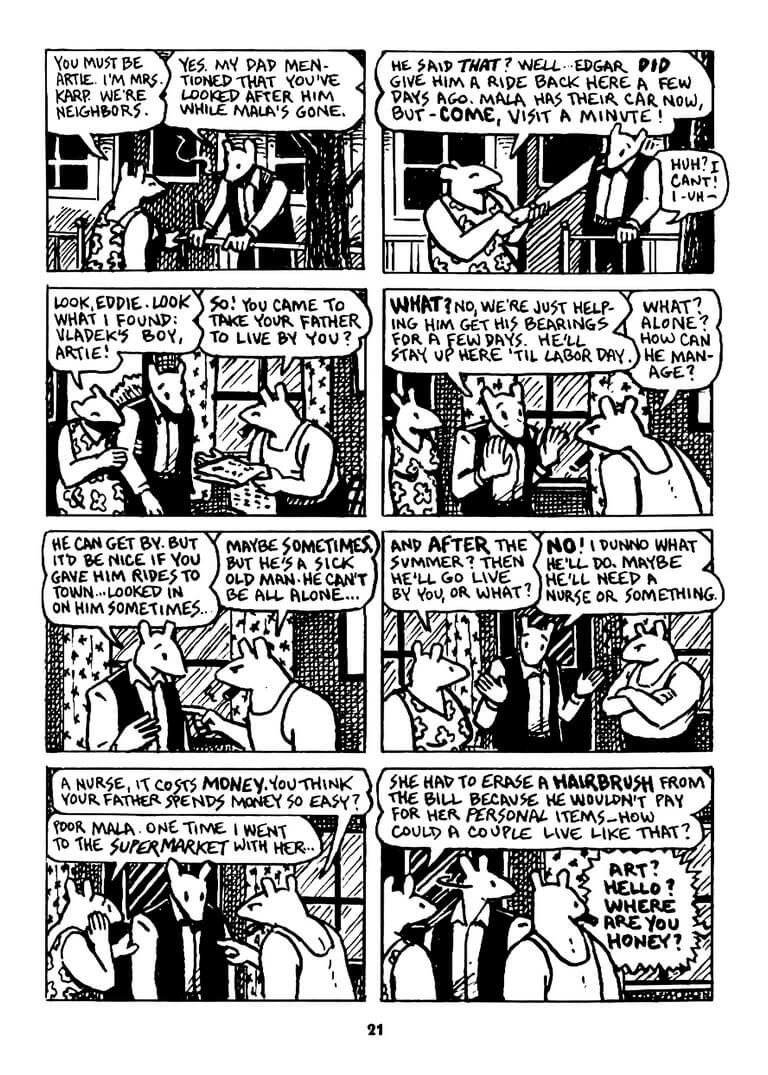 YOU MUST BE
ARTIE. I'M MRS.
KARP. WE'RE
NEIGHBORS.
YES. MY DAD MEN-
TIONED THAT YOU'VE
LOOKED AFTER HIM
WHILE MALA'S GONE.
HE SAID THAT? WELL...EDGAR DID
GIVE HIM A RIDE BACK HERE A FEW
DAYS AGO. MALA HAS THEIR CAR NOW,
BUT-COME, VISIT A MINUTE!
HUH? I
CANT!
I-UH-
LOOK, EDDIE. LOOK
WHAT I FOUND:
VLADEK'S BOY,
ARTIE!
SO! YOU CAME TO
TAKE YOUR FATHER
TO LIVE BY YOU?
WHAT? NO, WE'RE JUST HELP-
ING HIM GET HIS BEARINGS
FOR A FEW DAYS. HE'LL
STAY UP HERE 'TIL LABOR DAY.
WHAT?
ALONE?
HOW CAN
HE MAN-
AGE?
HE CAN GET BY. BUT
IT'D BE NICE IF YOU
GAVE HIM RIDES TO
TOWN...LOOKED IN
ON HIM SOMETIMES...
MAYBE SOMETIMES,
BUT HE'S A SICK
OLD MAN. HE CAN'T
BE ALL ALONE...
AND AFTER THE
SUMMER? THEN
HE'LL GO LIVE
BY YOU, OR WHAT?
NO! I DUNNO WHAT
HE'LL DO. MAYBE
HE'LL NEED A
NURSE OR SOMETHING.
A NURSE, IT COSTS MONEY. YOU THINK
YOUR FATHER SPENDS MONEY SO EASY?
POOR MALA. ONE TIME I WENT
TO THE SUPERMARKET WITH HER...
SHE HAD TO ERASE A HAIRBRUSH FROM
THE BILL BECAUSE HE WOULDN'T PAY
FOR HER PERSONAL ITEMS-HOW
COULD A COUPLE LIVE LIKE THAT?
ART?
HELLO?
WHERE
ARE YOU
HONEY?
21